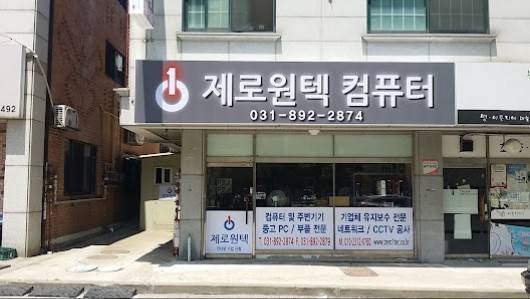 492
제로원텍 컴퓨터
031-892-2874
제로원텍
컴퓨터 및 주변기기
중고 PC / 부품 전문
T. 031-892-2874 F. 031-892-2879
기업체 유지보수 전문
네트워크 / CCTV 공사